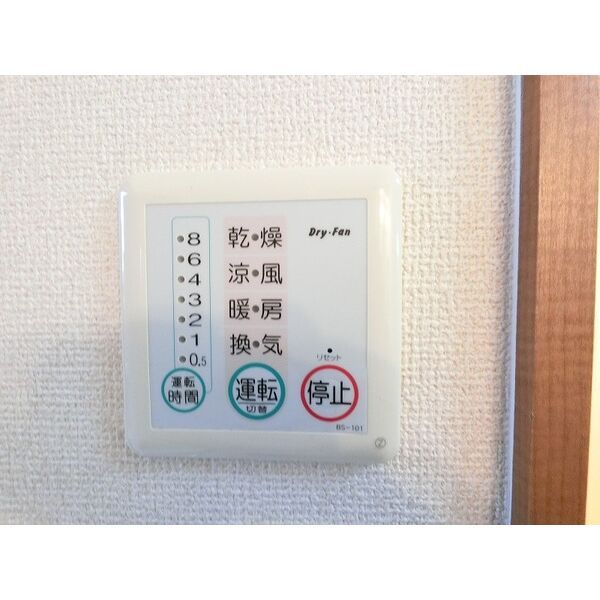 8
6
4
3
2
1
0.5
運転
時間
乾・燥
涼・風
暖・房
換・気
運転
切替
Dry・Fan
リセット
停止
BS-101
Z